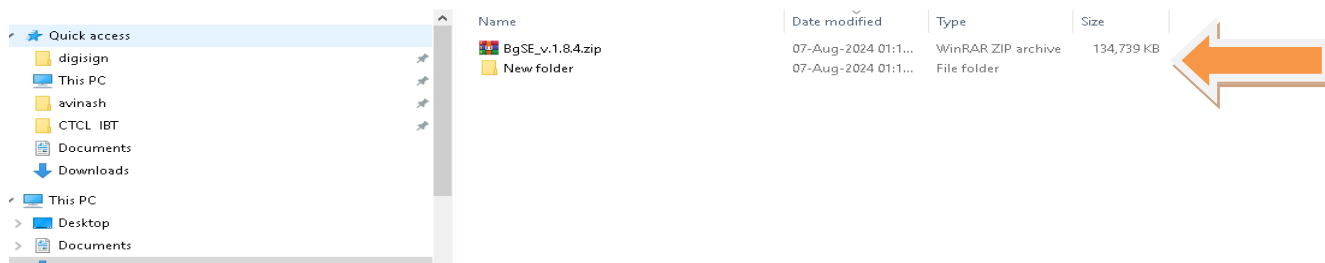 Quick access
digisign
This PC
avinash
CTCL IBT
Documents
Downloads
This PC
Desktop
Documents
Name Date modified Type Size
BgSE_v.1.8.4.zip 07-Aug-2024 01:1... WinRAR ZIP archive 134,739 KB
New folder 07-Aug-2024 01:1... File folder